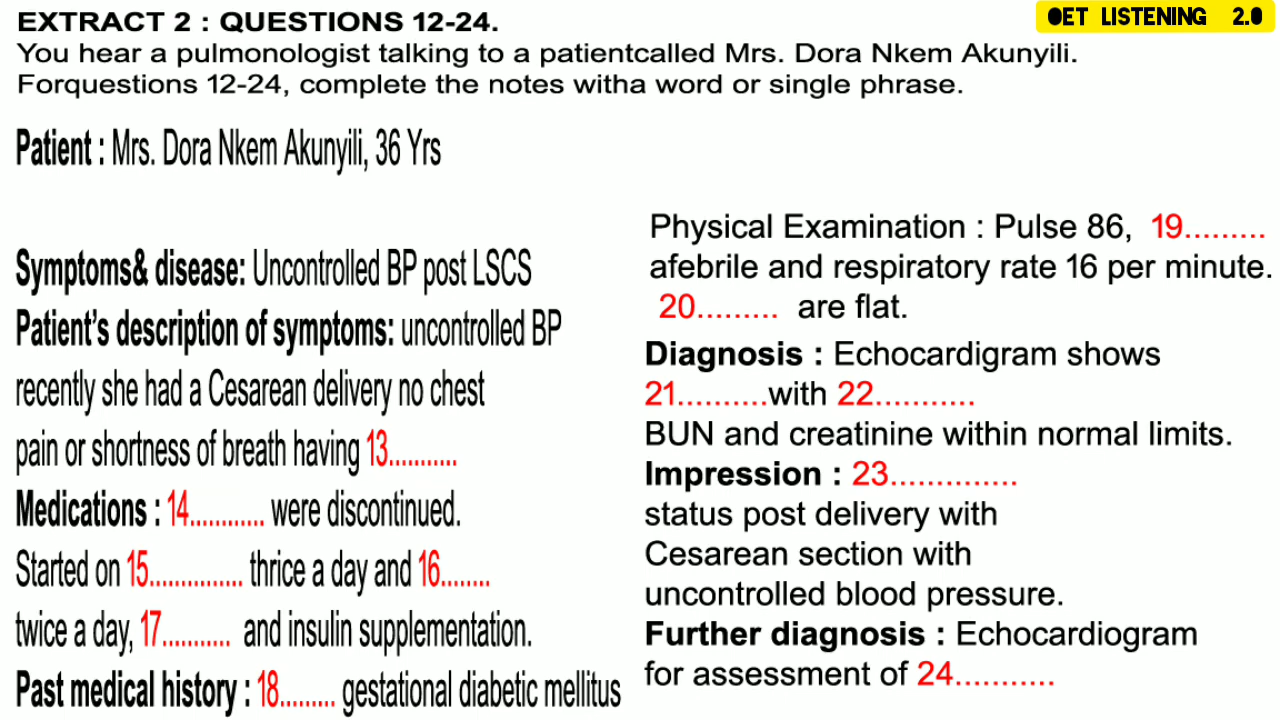 EXTRACT 2 : QUESTIONS 12-24.
OET LISTENING 2.0
You hear a pulmonologist talking to a patientcalled Mrs. Dora Nkem Akunyili.
Forquestions 12-24, complete the notes witha word or single phrase.
Patient : Mrs. Dora Nkem Akunyili, 36 Yrs
Symptoms& disease: Uncontrolled BP post LSCS
Patient's description of symptoms: uncontrolled BP
recently she had a Cesarean delivery no chest
pain or shortness of breath having 13...........
Medications : 14............ were discontinued.
Started on 15............... thrice a day and 16........
twice a day, 17........... and insulin supplementation.
Past medical history : 18......... gestational diabetic mellitus
Physical Examination : Pulse 86, 19.........
afebrile and respiratory rate 16 per minute.
20......... are flat.
Diagnosis : Echocardigram shows
21..........with 22...........
BUN and creatinine within normal limits.
Impression : 23..............
status post delivery with
Cesarean section with
uncontrolled blood pressure.
Further diagnosis : Echocardiogram
for assessment of 24...........